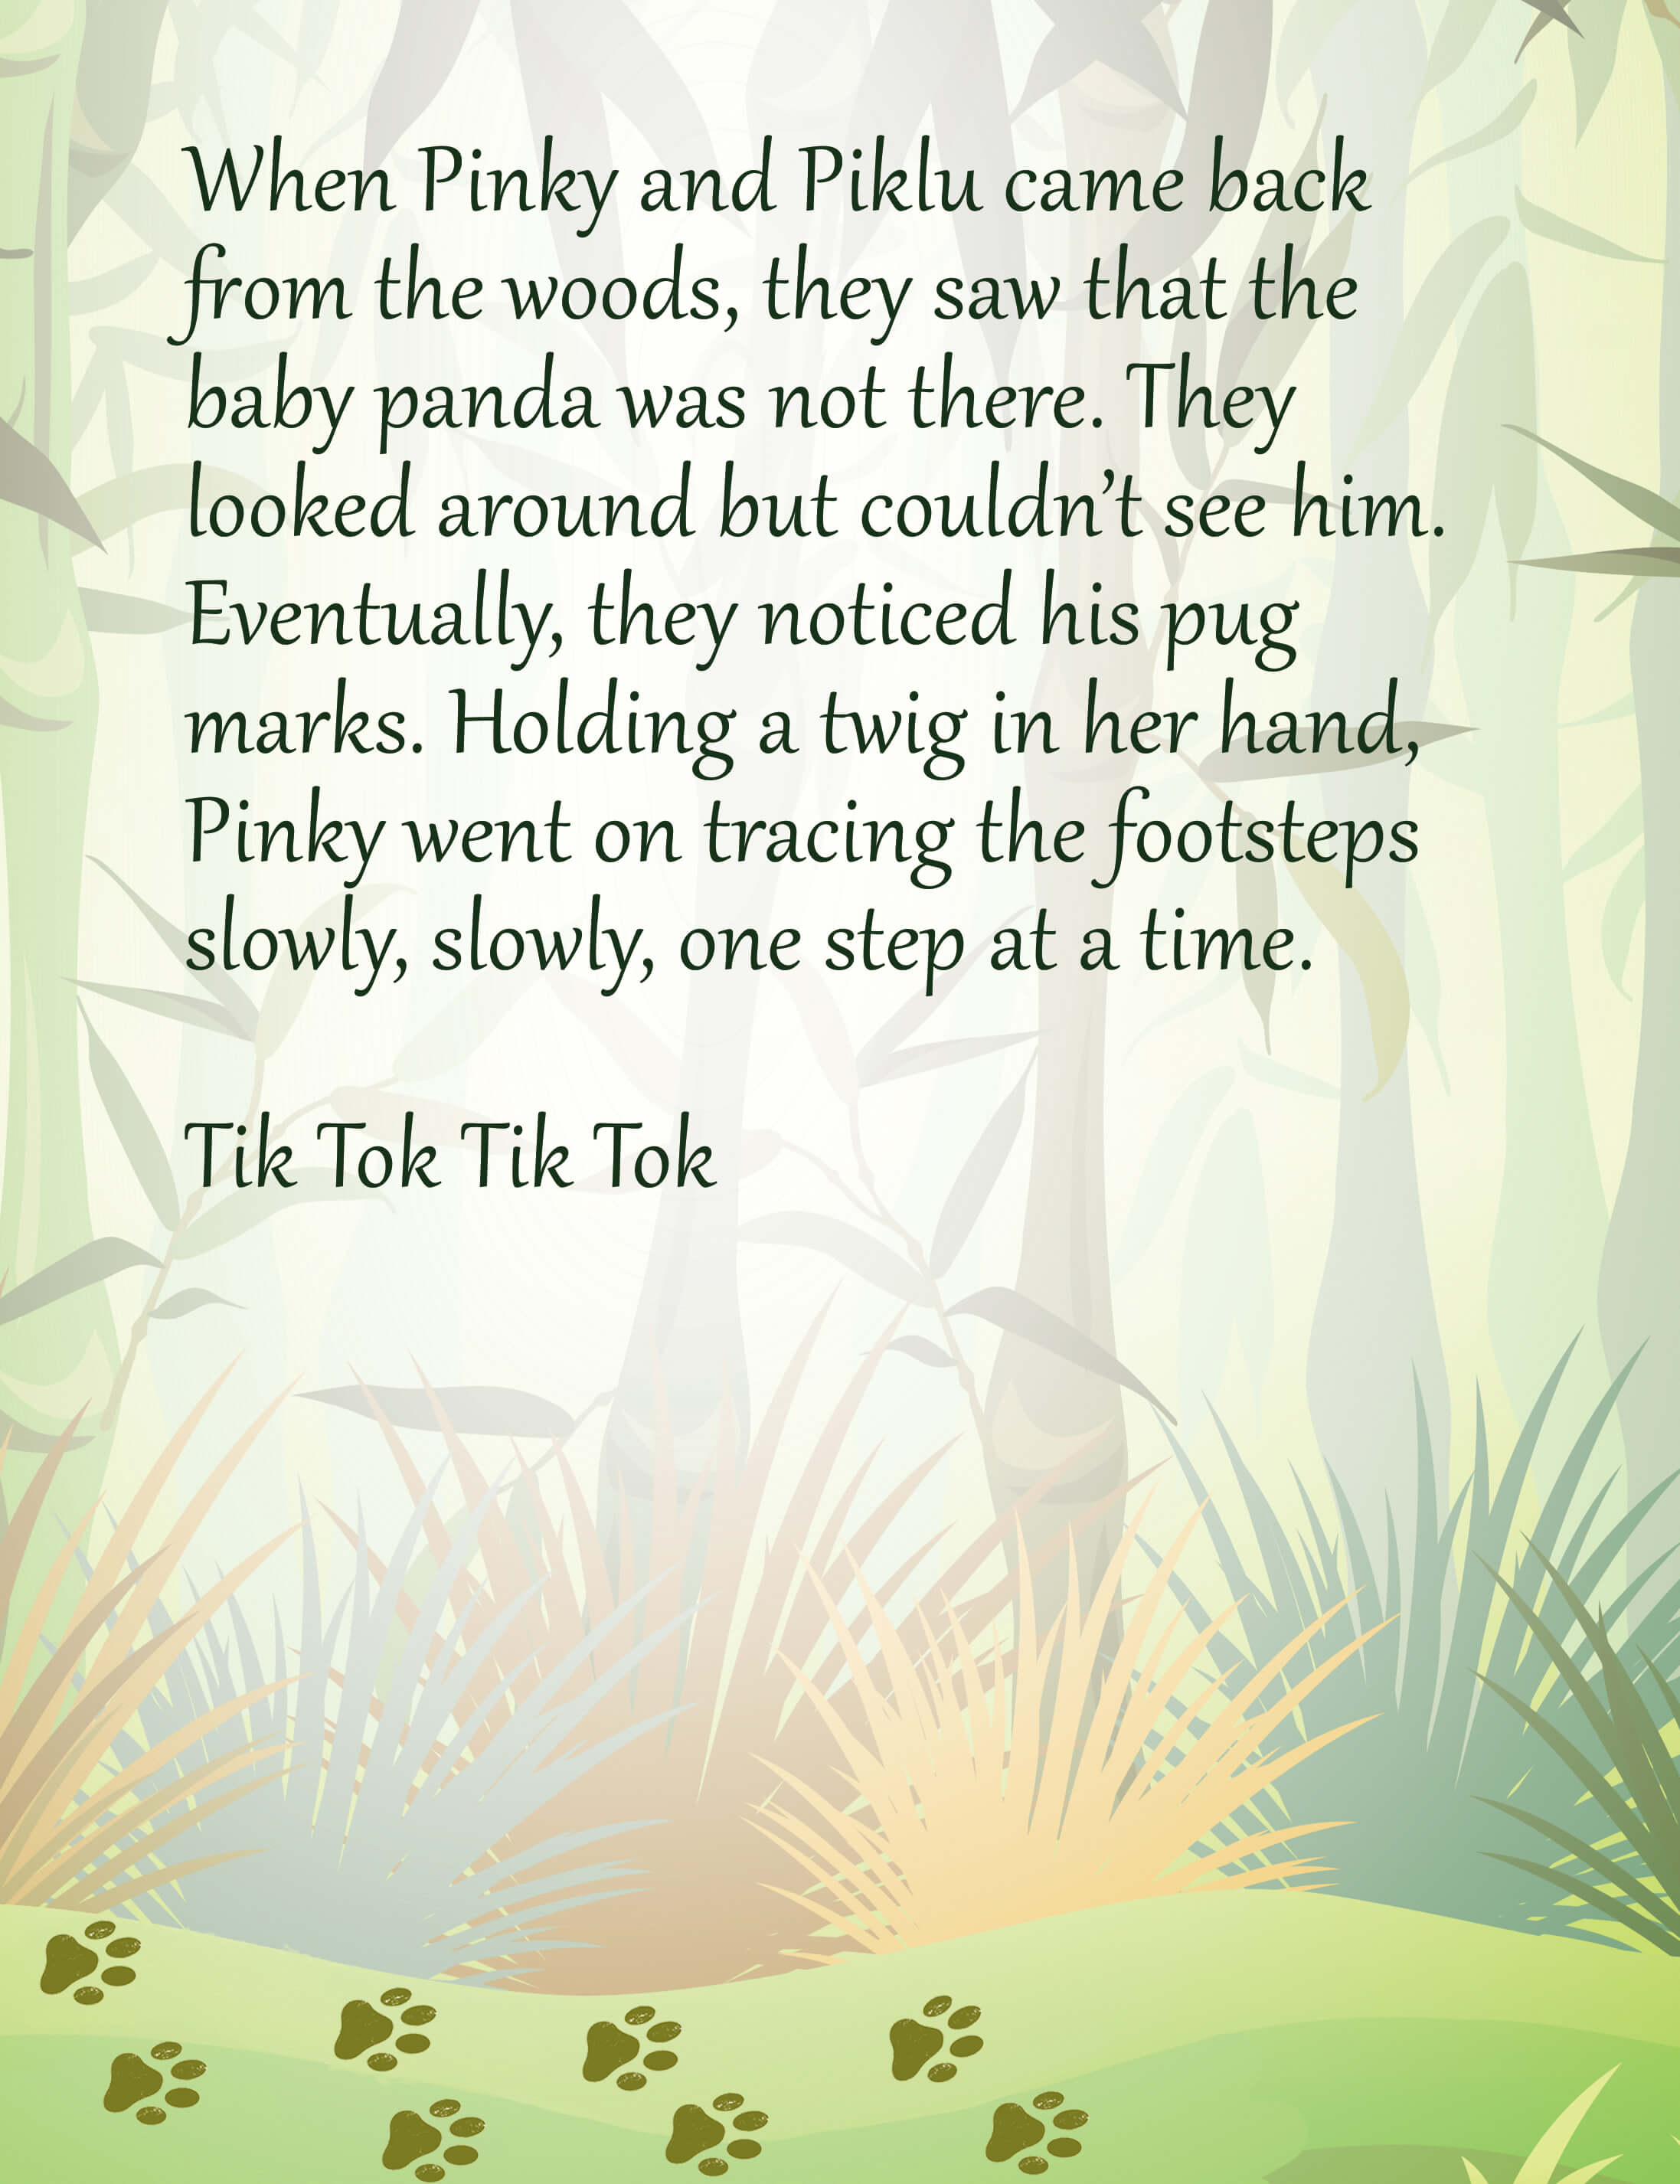 When Pinky and Piklu came back
from the woods, they saw that the
baby panda was not there. They
looked around but couldn’t see him.
Eventually, they noticed his pug
marks. Holding a twig in her hand,
Pinky went on tracing the footsteps
slowly, slowly, one step at a time.
Tik Tok Tik Tok